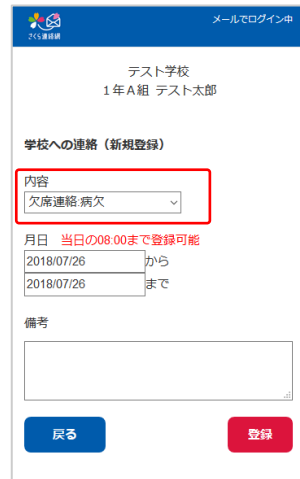 さくら連絡網
メールでログイン中
テスト学校
1年A組 テスト太郎
学校への連絡（新規登録）
内容
欠席連絡:病欠
月日 当日の08:00まで登録可能
2018/07/26 から
2018/07/26 まで
備考
戻る
登録